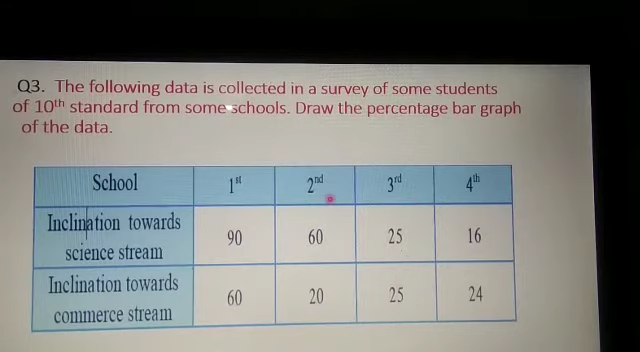 Q3. The following data is collected in a survey of some students
of 10th standard from some schools. Draw the percentage bar graph
of the data.
School 1st 2nd 3rd 4th
Inclination towards
science stream 90 60 25 16
Inclination towards
commerce stream 60 20 25 24